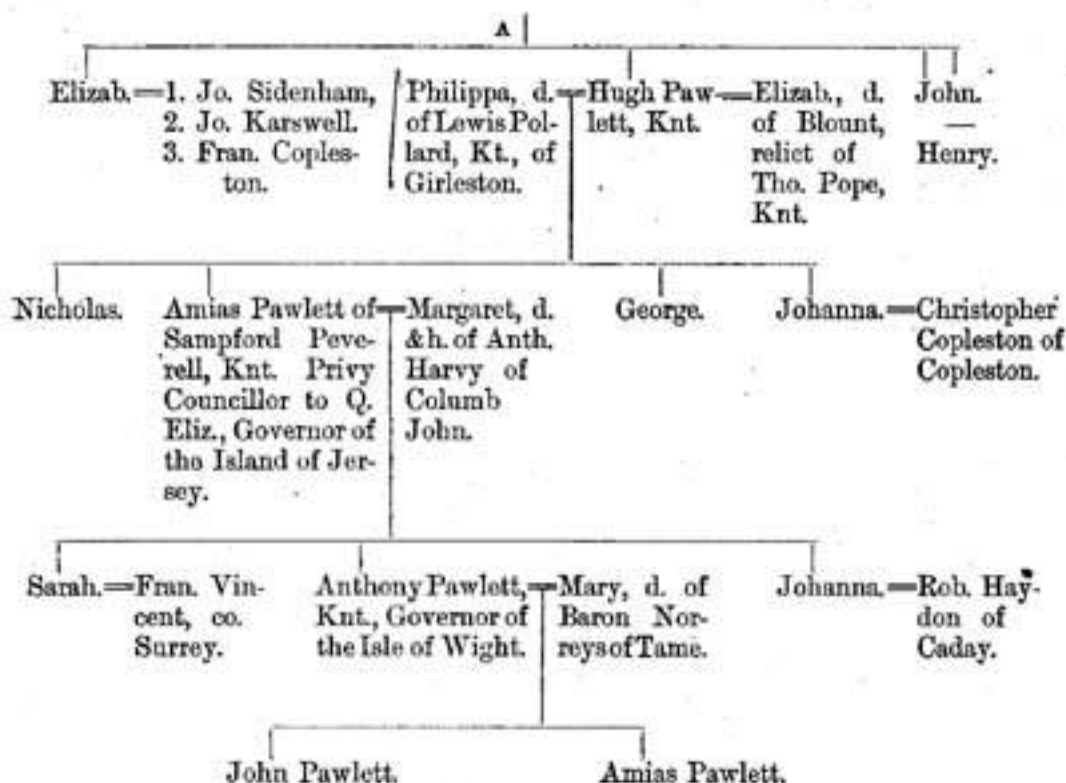 A
Elizab.=1. Jo. Sidenham,
2. Jo. Karswell.
3. Fran. Coples-
ton.
Philippa, d.
of Lewis Pol-
lard, Kt., of
Girleston.
=Hugh Paw-
lett, Knt.
=Elizab., d.
of Blount,
relict of
Tho. Pope,
Knt.
John.
—
Henry.
Nicholas.
Amias Pawlett of
Sampford Peve-
rell, Knt. Privy
Councillor to Q.
Eliz., Governor of
the Island of Jer-
sey.
=Margaret, d.
&h. of Anth.
Harvy of
Columb
John.
George.
Johanna.=Christopher
Copleston of
Copleston.
Sarah.=Fran. Vin-
cent, co.
Surrey.
Anthony Pawlett,
Knt., Governor of
the Isle of Wight.
=Mary, d. of
Baron Nor-
reys of Tame.
Johanna.=Rob. Hay-
don of
Caday.
John Pawlett.
Amias Pawlett.